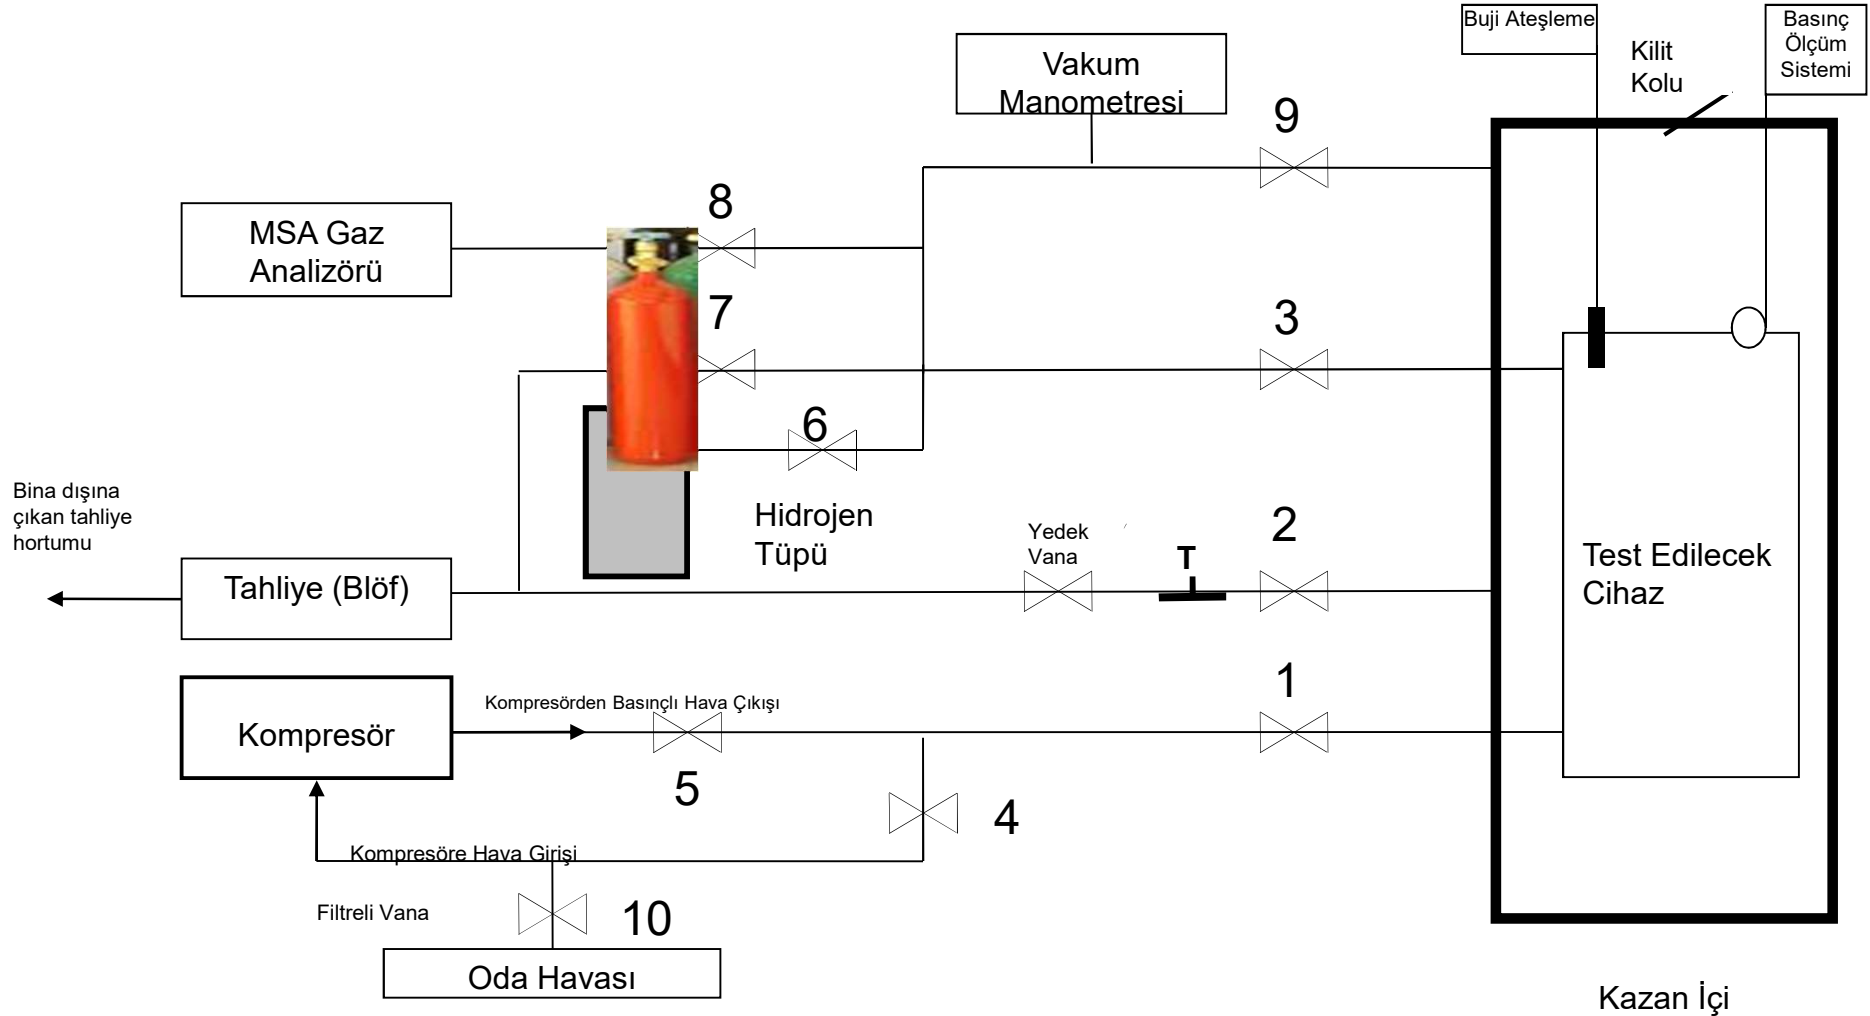 Buji Ateşleme
Basınç
Ölçüm
Sistemi
Kilit
Kolu
Vakum
Manometresi
9
8
MSA Gaz
Analizörü
7
3
6
Bina dışına
çıkan tahliye
hortumu
Hidrojen
Tüpü
Yedek
Vana
T
2
Test Edilecek
Cihaz
Tahliye (Blöf)
1
Kompresörden Basınçlı Hava Çıkışı
Kompresör
5
4
Kompresöre Hava Girişi
Filtreli Vana
10
Oda Havası
Kazan İçi